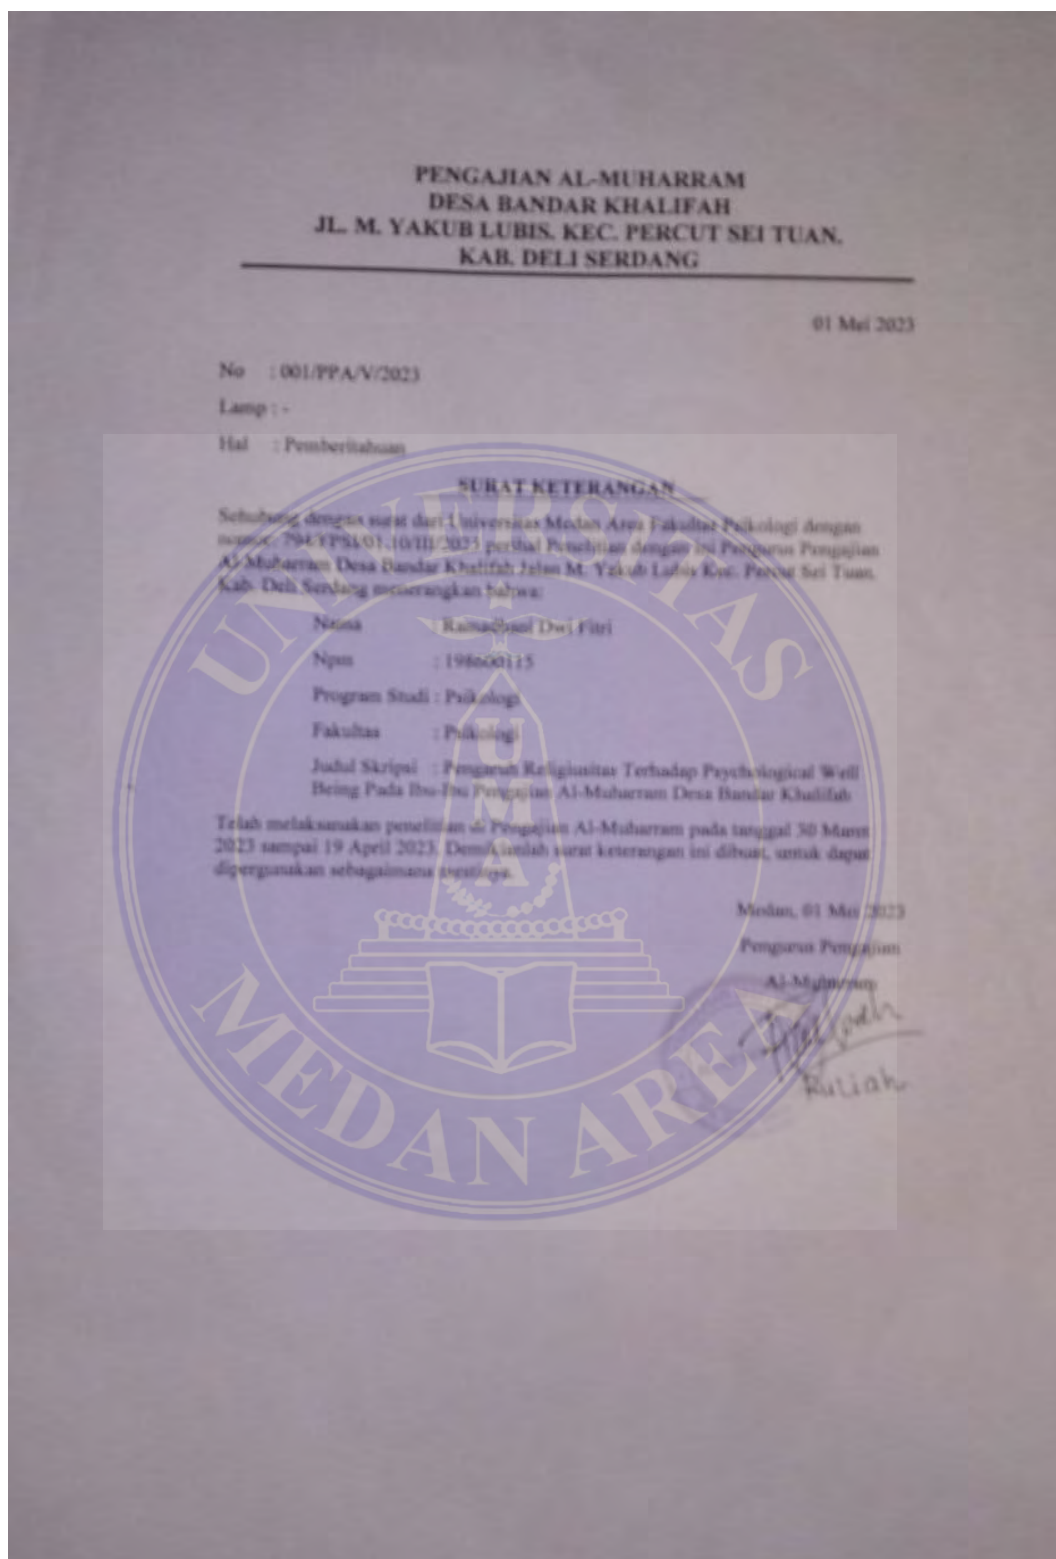 PENGAJIAN AL-MUHARRAM
DESA BANDAR KHALIFAH
JL. M. YAKUB LUBIS. KEC. PERCUT SEI TUAN.
KAB. DELI SERDANG
01 Mei 2023
No : 001/PPA/V/2023
Lamp : -
Hal : Pemberitahuan
SURAT KETERANGAN
Sehubung dengan surat dari Universitas Medan Area Fakultas Psikologi dengan
nomor: perihal Penelitian dengan ini Pengurus Pengajian
Al-Muharram Desa Bandar Khalifah Jalan M. Yakub Lubis Kec. Percut Sei Tuan.
Kab. Deli Serdang menerangkan bahwa:
Nama : Ramadhani Dwi Fitri
Npm : 198600115
Program Studi : Psikologi
Fakultas : Psikologi
Judul Skripsi : Pengaruh Religiusitas Terhadap Psychological Well
Being Pada Ibu-Ibu Pengajian Al-Muharram Desa Bandar Khalifah
Telah melaksanakan penelitian di Pengajian Al-Muharram pada tanggal 30 Maret
2023 sampai 19 April 2023. Demikianlah surat keterangan ini dibuat, untuk dapat
dipergunakan sebagaimana mestinya.
Medan, 01 Mei 2023
Pengurus Pengajian
Al-Muharram
Rusiah
UNIVERSITAS
UMA
MEDAN AREA